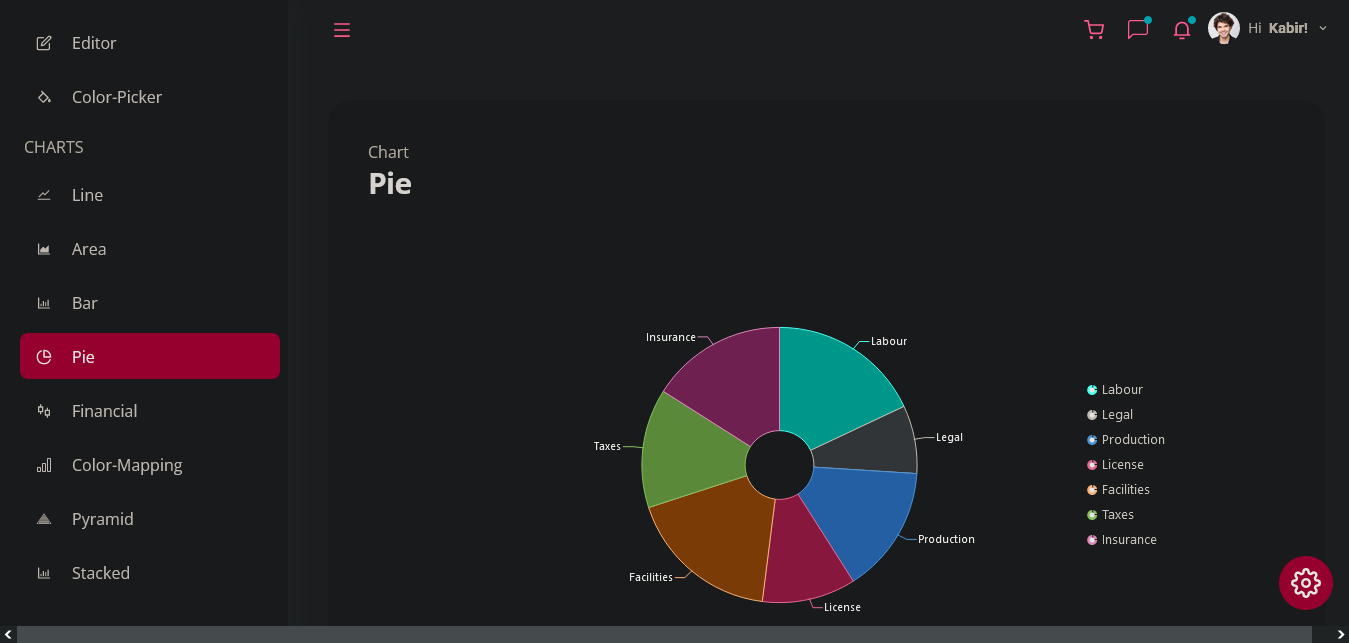 Editor
Color-Picker
CHARTS
Line
Area
Bar
Pie
Financial
Color-Mapping
Pyramid
Stacked
Hi Kabir!
Chart
Pie
Insurance
Labour
Legal
Taxes
Production
Facilities
License
Labour
Legal
Production
License
Facilities
Taxes
Insurance